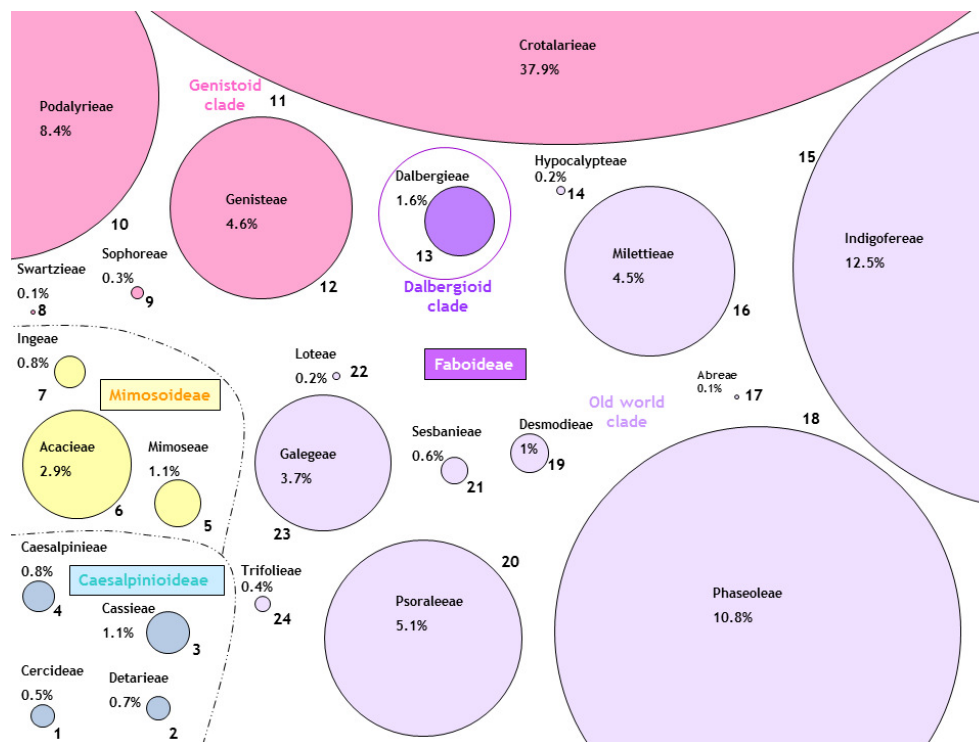 Crotalarieae
37.9%
Genistoid
clade
11
Podalyrieae
8.4%
10
Genisteae
4.6%
12
Dalbergieae
1.6%
13
Dalbergioid
clade
Hypocalypteae
0.2%
14
15
Indigofereae
12.5%
Milettieae
4.5%
16
Sophoreae
0.3%
9
Swartzieae
0.1%
8
Ingeae
0.8%
7
Mimosoideae
Acacieae
2.9%
6
Mimoseae
1.1%
5
Loteae
0.2%
22
Faboideae
Abreae
0.1%
17
Old world
clade
18
Galegeae
3.7%
23
Sesbanieae
0.6%
21
Desmodieae
1%
19
Caesalpinieae
0.8%
4
Caesalpinioideae
Cassieae
1.1%
3
Trifolieae
0.4%
24
20
Psoraleeae
5.1%
Phaseoleae
10.8%
Cercideae
0.5%
1
Detarieae
0.7%
2